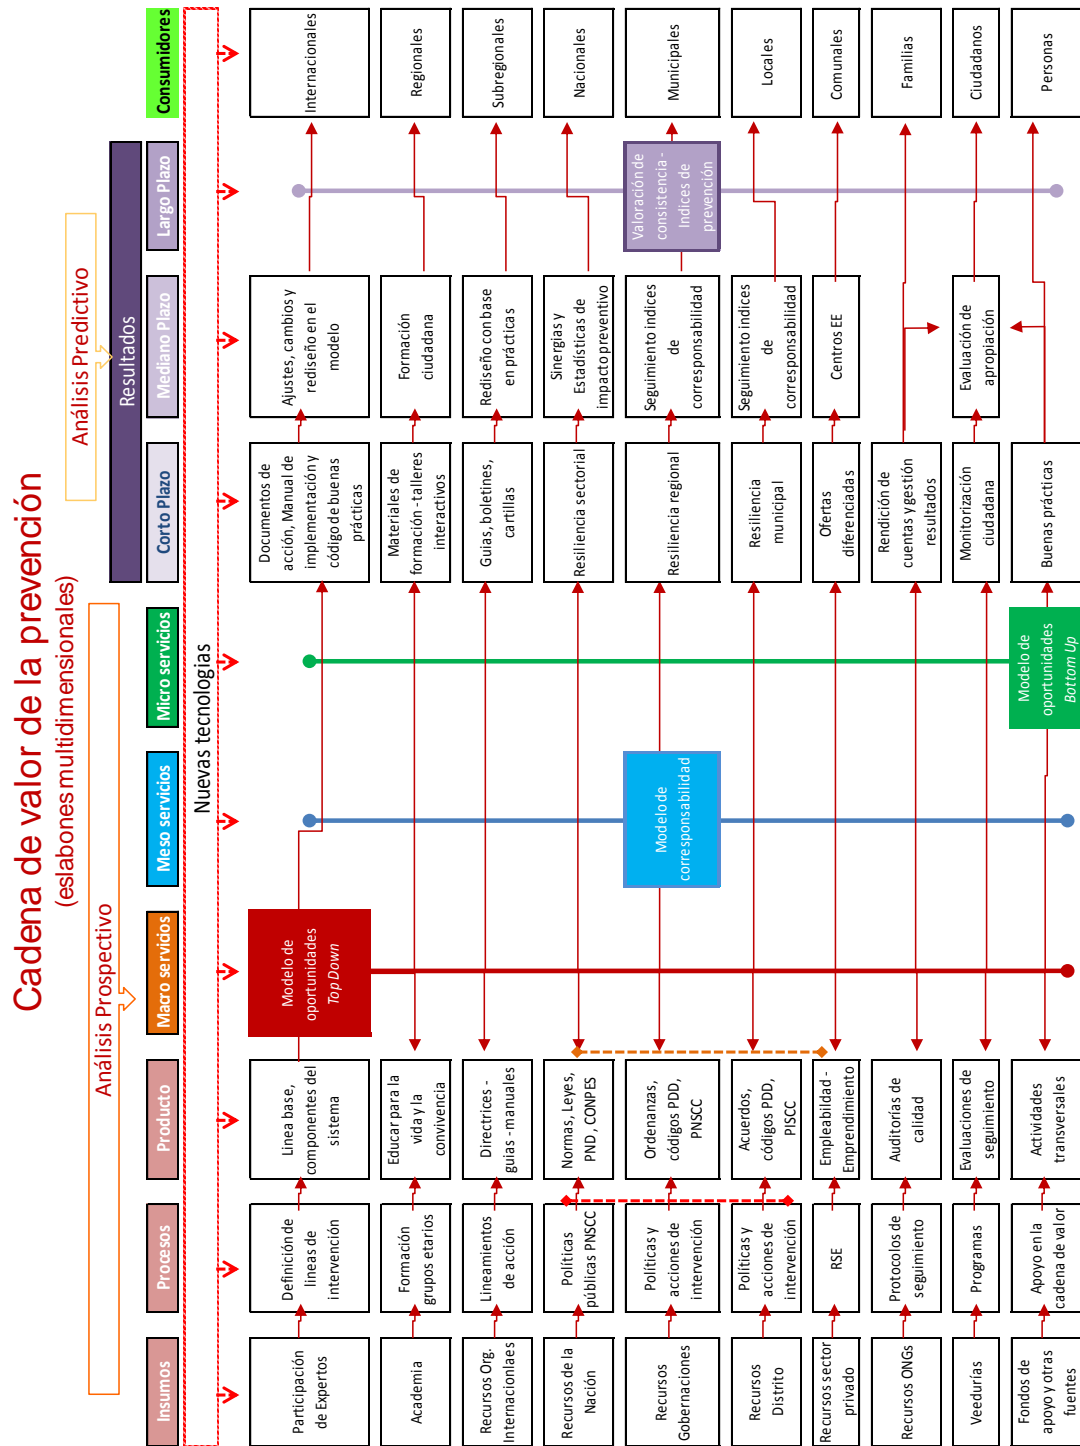 Cadena de valor de la prevención
(eslabones multidimensionales)
Análisis Prospectivo
Análisis Predictivo
Resultados
Insumos
Procesos
Producto
Macro servicios
Meso servicios
Micro servicios
Corto Plazo
Mediano Plazo
Largo Plazo
Consumidores
Nuevas tecnologias
Participación
de Expertos
Definición de
lineas de
intervención
Linea base,
componentes del
sistema
Modelo de
oportunidades
Top Down
Documentos de
acción, Manual de
implementación y
código de buenas
prácticas
Ajustes, cambios y
rediseño en el
modelo
Internacionales
Academia
Formación
grupos etarios
Educar para la
vida y la
convivencia
Materiales de
formación - talleres
interactivos
Formación
ciudadana
Regionales
Recursos Org.
Internacionlaes
Lineamientos
de acción
Directrices -
guias - manuales
Guias, boletines,
cartillas
Rediseño con base
en prácticas
Subregionales
Recursos de la
Nación
Políticas
públicas PNSCC
Normas, Leyes,
PND, CONPES
Resiliencia sectorial
Sinergias y
Estadísticas de
impacto preventivo
Nacionales
Recursos
Gobernaciones
Políticas y
acciones de
intervención
Ordenanzas,
códigos PDD,
PNSCC
Modelo de
corresponsabilidad
Resiliencia regional
Seguimiento indices
de
corresponsabilidad
Valoración de
consistencia -
Indices de
prevención
Municipales
Recursos
Distrito
Políticas y
acciones de
intervención
Acuerdos,
códigos PDD,
PISCC
Resiliencia
municipal
Seguimiento indices
de
corresponsabilidad
Locales
Recursos sector
privado
RSE
Empleabildad -
Emprendimiento
Ofertas
diferenciadas
Centros EE
Comunales
Recursos ONGs
Protocolos de
seguimiento
Auditorías de
calidad
Rendición de
cuentas y gestión
resultados
Familias
Veedurías
Programas
Evaluaciones de
seguimiento
Monitorización
ciudadana
Evaluación de
apropiación
Ciudadanos
Fondos de
apoyo y otras
fuentes
Apoyo en la
cadena de valor
Actividades
transversales
Modelo de
oportunidades
Bottom Up
Buenas prácticas
Personas